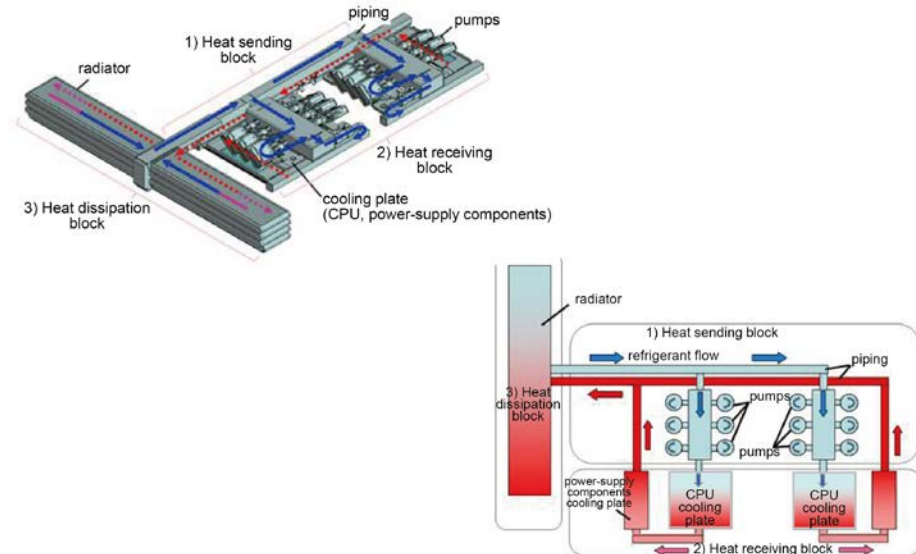 piping
pumps
1) Heat sending
block
radiator
2) Heat receiving
block
cooling plate
(CPU, power-supply components)
3) Heat dissipation
block
radiator
1) Heat sending block
refrigerant flow
piping
3) Heat
dissipation
block
pumps
pumps
power-supply
components
cooling plate
CPU
cooling
plate
CPU
cooling
plate
2) Heat receiving block